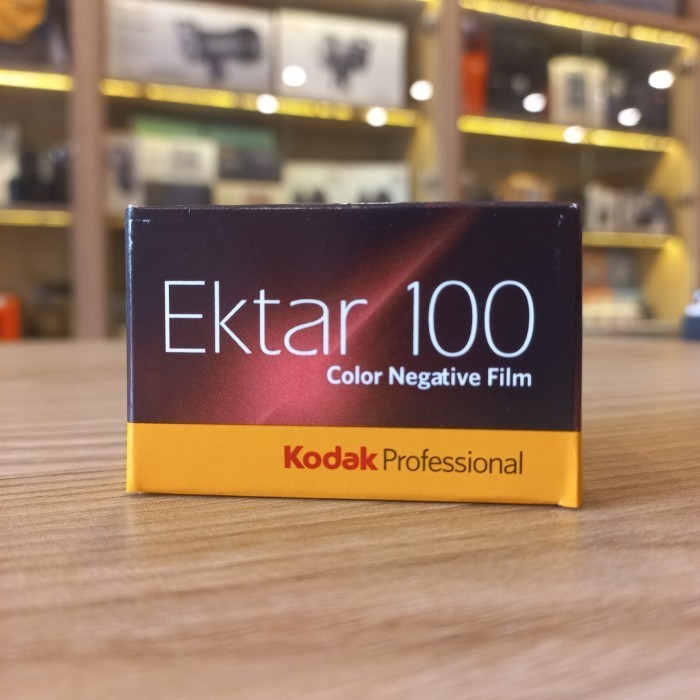 Ektar 100
Color Negative Film
Kodak Professional